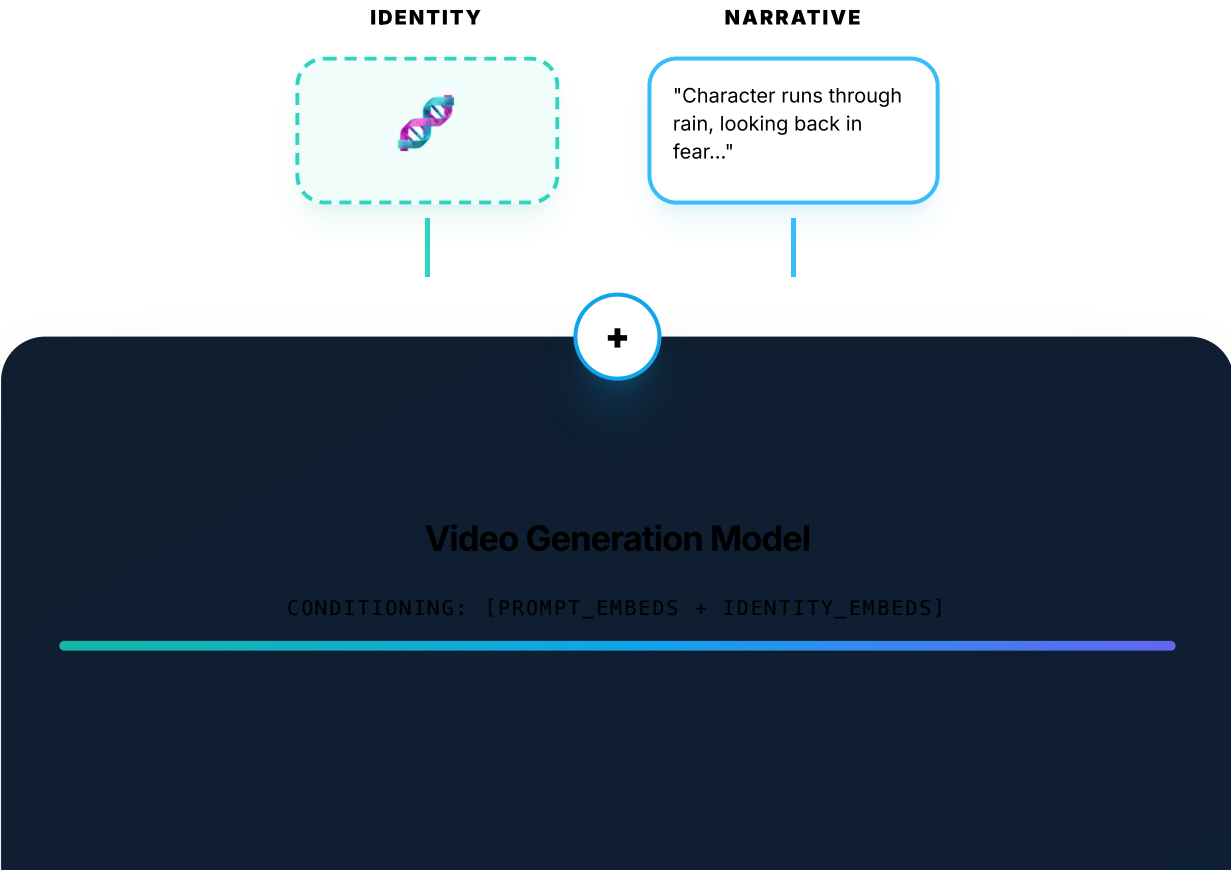 IDENTITY
NARRATIVE
"Character runs through
rain, looking back in
fear..."
+
Video Generation Model
CONDITIONING: [PROMPT_EMBEDS + IDENTITY_EMBEDS]